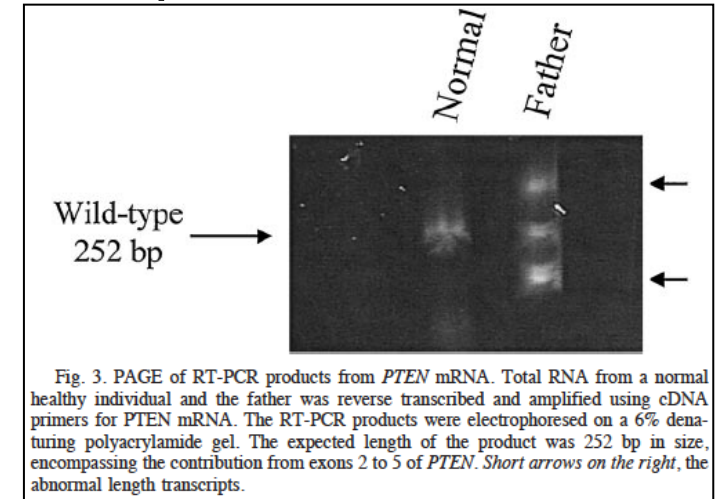 Normal
Father
Wild-type
252 bp
Fig. 3. PAGE of RT-PCR products from PTEN mRNA. Total RNA from a normal
healthy individual and the father was reverse transcribed and amplified using cDNA
primers for PTEN mRNA. The RT-PCR products were electrophoresed on a 6% dena-
turing polyacrylamide gel. The expected length of the product was 252 bp in size,
encompassing the contribution from exons 2 to 5 of PTEN. Short arrows on the right, the
abnormal length transcripts.